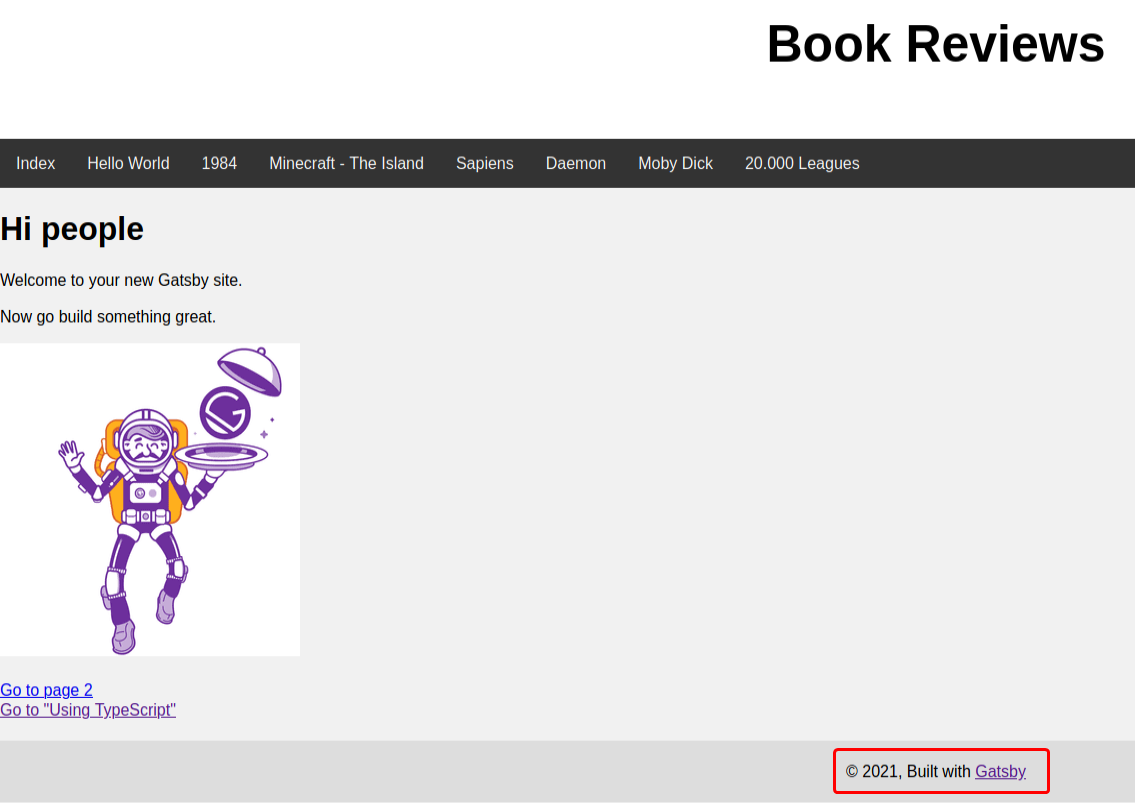 Book Reviews
Index Hello World 1984 Minecraft - The Island Sapiens Daemon Moby Dick 20.000 Leagues
Hi people
Welcome to your new Gatsby site.
Now go build something great.
Go to page 2
Go to "Using TypeScript"
© 2021, Built with Gatsby